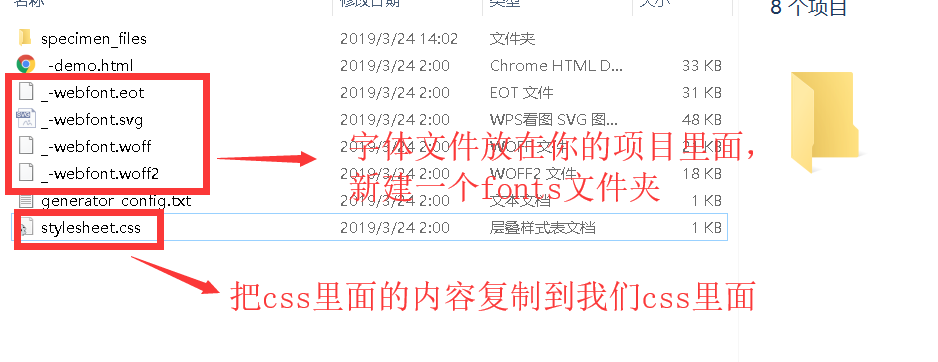 名称 修改日期 类型 大小
8 个项目
specimen_files 2019/3/24 14:02 文件夹
_-demo.html 2019/3/24 2:00 Chrome HTML D... 33 KB
_-webfont.eot 2019/3/24 2:00 EOT 文件 31 KB
_-webfont.svg 2019/3/24 2:00 WPS看图 SVG 图... 48 KB
_-webfont.woff 2019/3/24 2:00 WOFF 文件 KB
_-webfont.woff2 2019/3/24 2:00 WOFF2 文件 18 KB
generator_config.txt 2019/3/24 2:00 文本文档 1 KB
stylesheet.css 2019/3/24 2:00 层叠样式表文档 1 KB
字体文件放在你的项目里面，
新建一个fonts文件夹
把css里面的内容复制到我们css里面